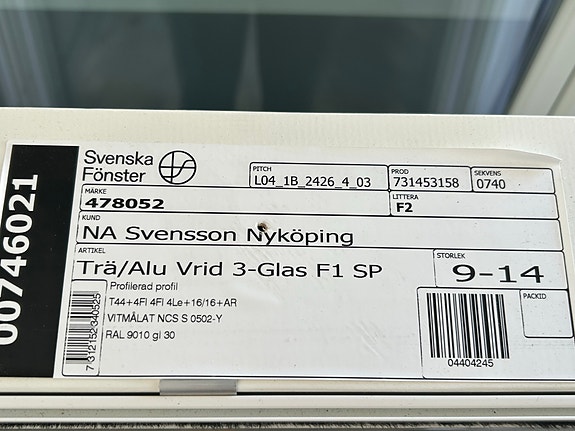 00746021
Svenska
Fönster
PITCH
L04_1B_2426_4_03
PROD
731453158
SEKVENS
0740
MÄRKE
478052
LITTERA
F2
KUND
NA Svensson Nyköping
ARTIKEL
Trä/Alu Vrid 3-Glas F1 SP
STORLEK
9-14
Profilerad profil
T44+4Fl 4Fl 4Le+16/16+AR
VITMÅLAT NCS S 0502-Y
RAL 9010 gl 30
7312152340525
PACKID
04404245